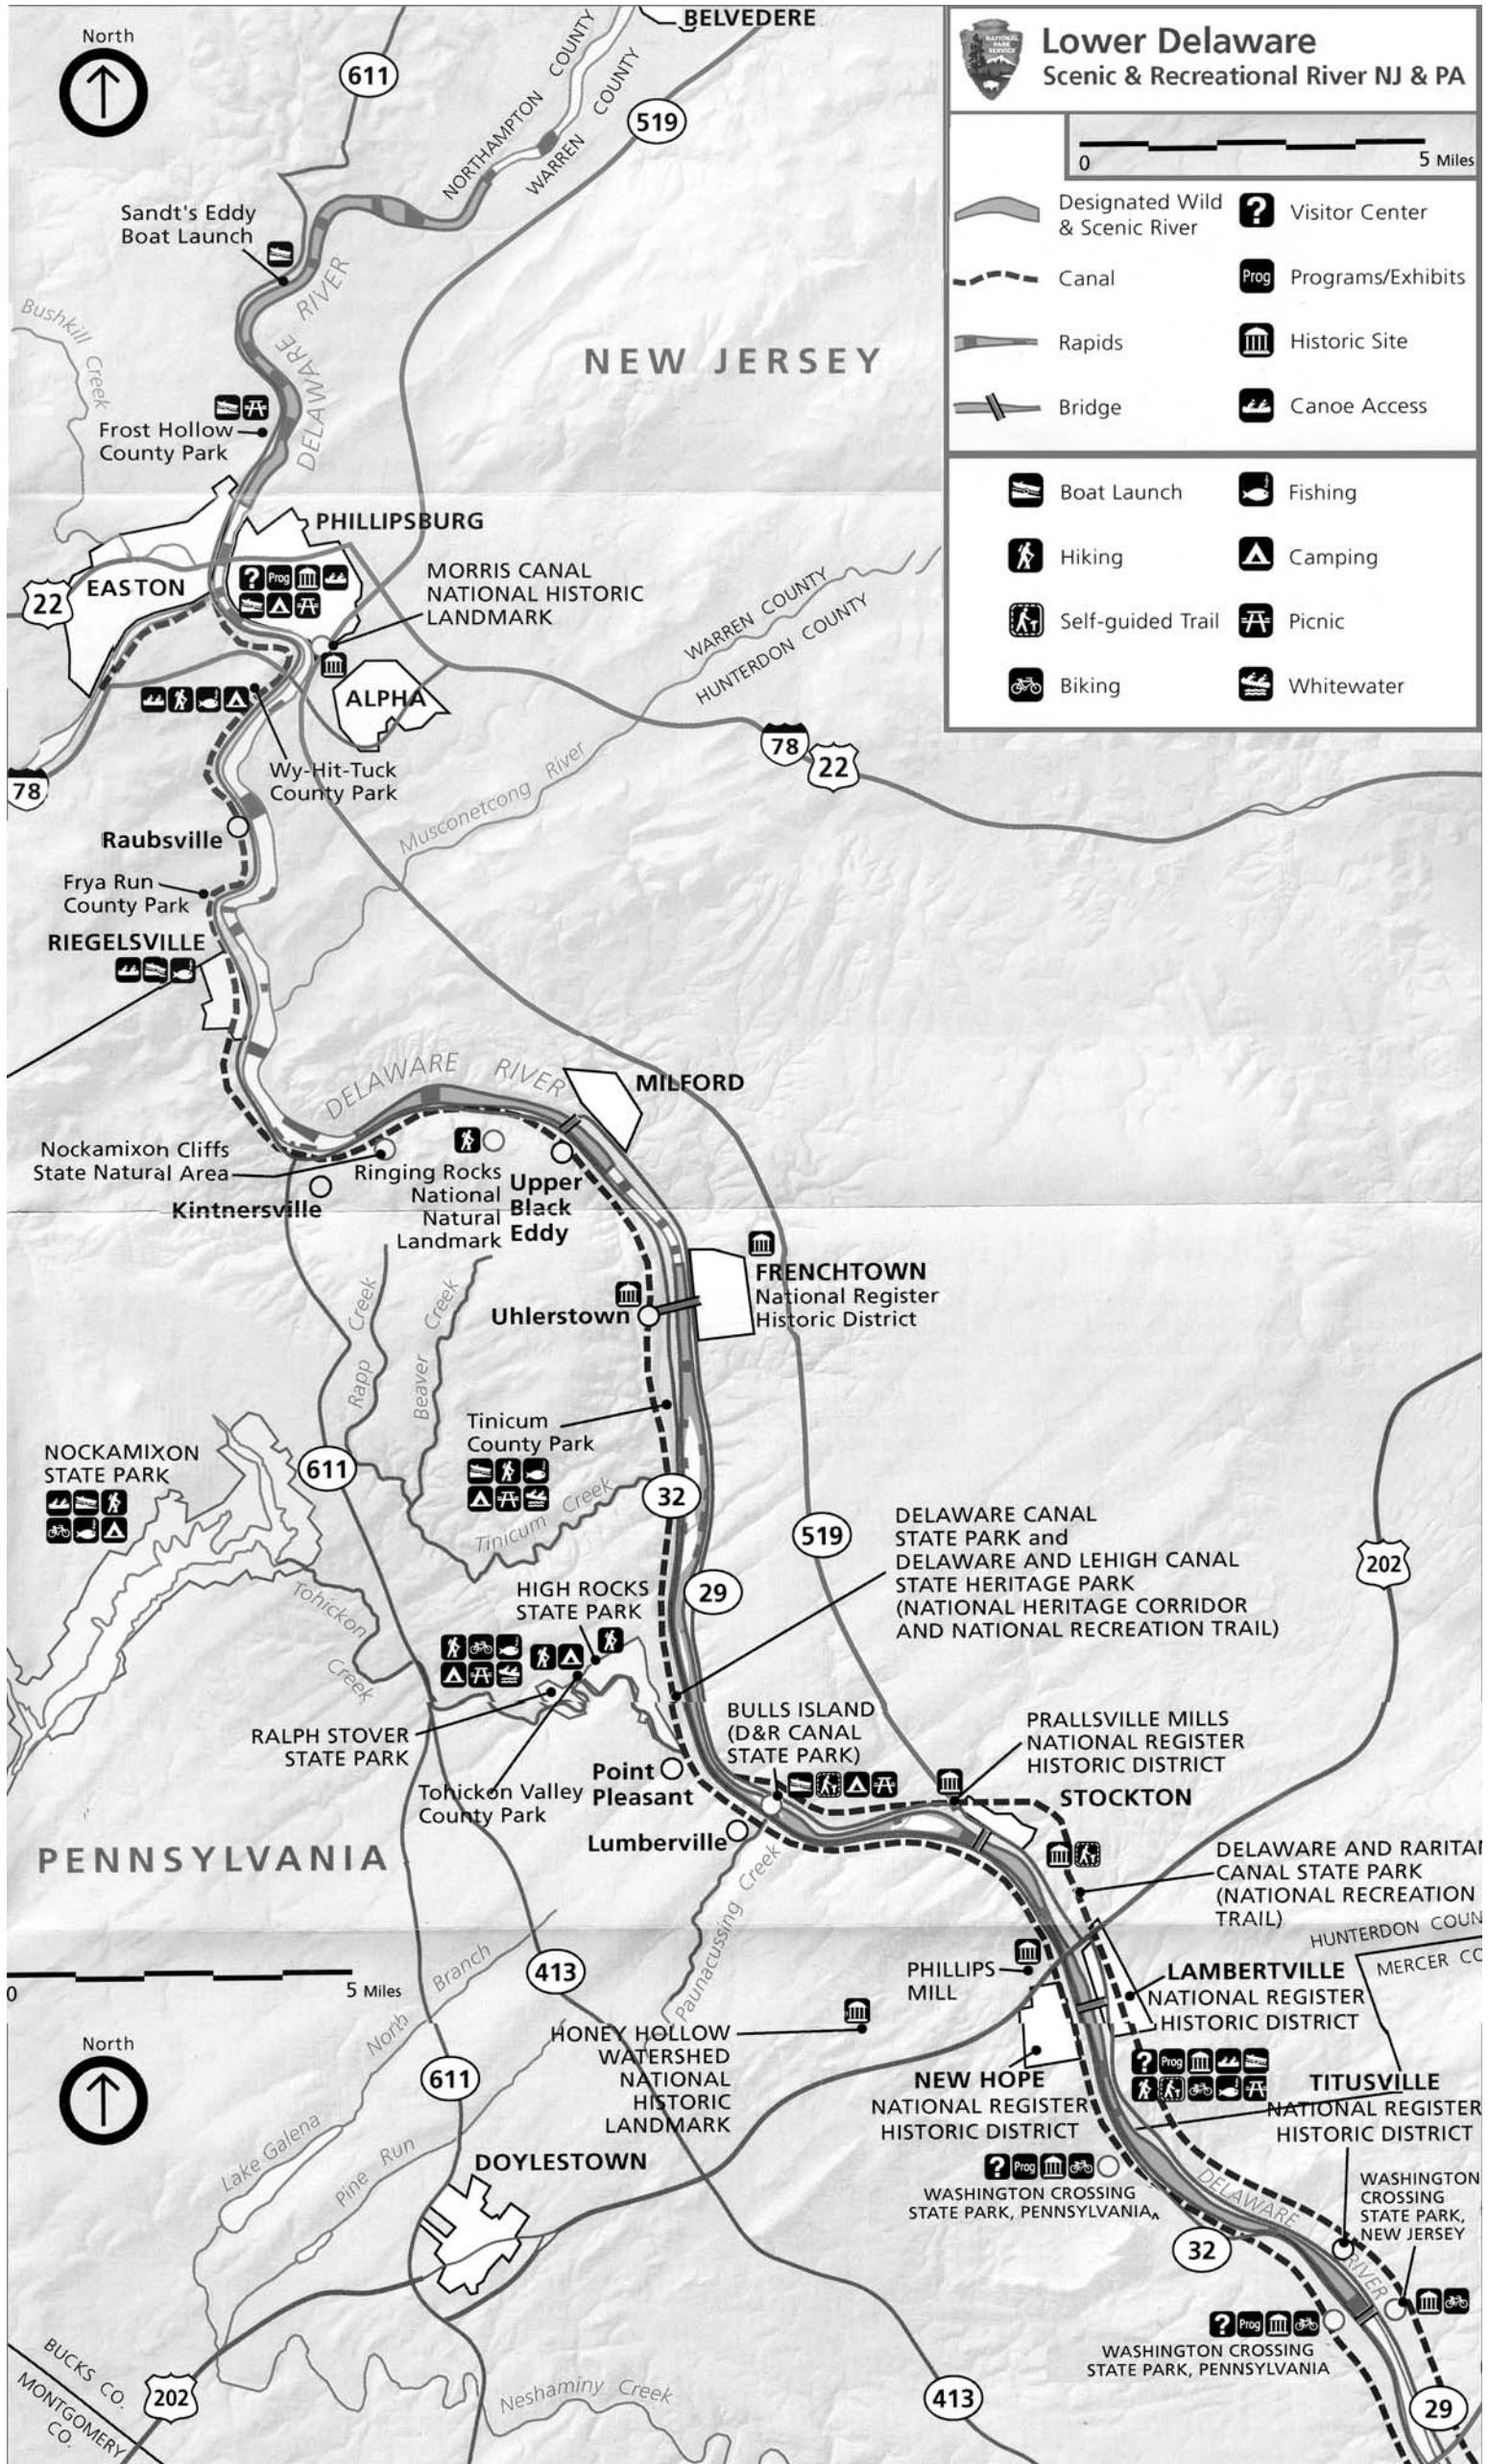 BELVEDERE
North
611
NORTHAMPTON COUNTY
WARREN COUNTY
519
NATIONAL
PARK
SERVICE
Lower Delaware
Scenic & Recreational River NJ & PA
0
5 Miles
Designated Wild
& Scenic River
Visitor Center
Canal
Prog
Programs/Exhibits
Rapids
Historic Site
Bridge
Canoe Access
Boat Launch
Fishing
Hiking
Camping
Self-guided Trail
Picnic
Biking
Whitewater
Sandt's Eddy
Boat Launch
DELAWARE RIVER
Bushkill Creek
NEW JERSEY
Frost Hollow
County Park
PHILLIPSBURG
22
EASTON
Prog
MORRIS CANAL
NATIONAL HISTORIC
LANDMARK
WARREN COUNTY
HUNTERDON COUNTY
ALPHA
78
22
78
Wy-Hit-Tuck
County Park
Musconetcong River
Raubsville
Frya Run
County Park
RIEGELSVILLE
DELAWARE RIVER
MILFORD
Nockamixon Cliffs
State Natural Area
Kintnersville
Ringing Rocks
National
Natural
Landmark
Upper
Black
Eddy
FRENCHTOWN
National Register
Historic District
Uhlerstown
Rapp Creek
Beaver Creek
Tinicum
County Park
NOCKAMIXON
STATE PARK
611
32
Tinicum Creek
519
DELAWARE CANAL
STATE PARK and
DELAWARE AND LEHIGH CANAL
STATE HERITAGE PARK
(NATIONAL HERITAGE CORRIDOR
AND NATIONAL RECREATION TRAIL)
202
29
HIGH ROCKS
STATE PARK
Tohickon Creek
RALPH STOVER
STATE PARK
Tohickon Valley
County Park
Point
Pleasant
BULLS ISLAND
(D&R CANAL
STATE PARK)
PRALLSVILLE MILLS
NATIONAL REGISTER
HISTORIC DISTRICT
STOCKTON
Lumberville
PENNSYLVANIA
Paunacussing Creek
DELAWARE AND RARITAN
CANAL STATE PARK
(NATIONAL RECREATION
TRAIL)
HUNTERDON COUN
MERCER CO
0
5 Miles
North Branch
413
PHILLIPS
MILL
LAMBERTVILLE
NATIONAL REGISTER
HISTORIC DISTRICT
North
611
HONEY HOLLOW
WATERSHED
NATIONAL
HISTORIC
LANDMARK
NEW HOPE
NATIONAL REGISTER
HISTORIC DISTRICT
Prog
TITUSVILLE
NATIONAL REGISTER
HISTORIC DISTRICT
Lake Galena
Pine Run
DOYLESTOWN
Prog
WASHINGTON CROSSING
STATE PARK, PENNSYLVANIA
DELAWARE RIVER
WASHINGTON
CROSSING
STATE PARK,
NEW JERSEY
32
Prog
WASHINGTON CROSSING
STATE PARK, PENNSYLVANIA
BUCKS CO.
MONTGOMERY
CO.
202
Neshaminy Creek
413
29